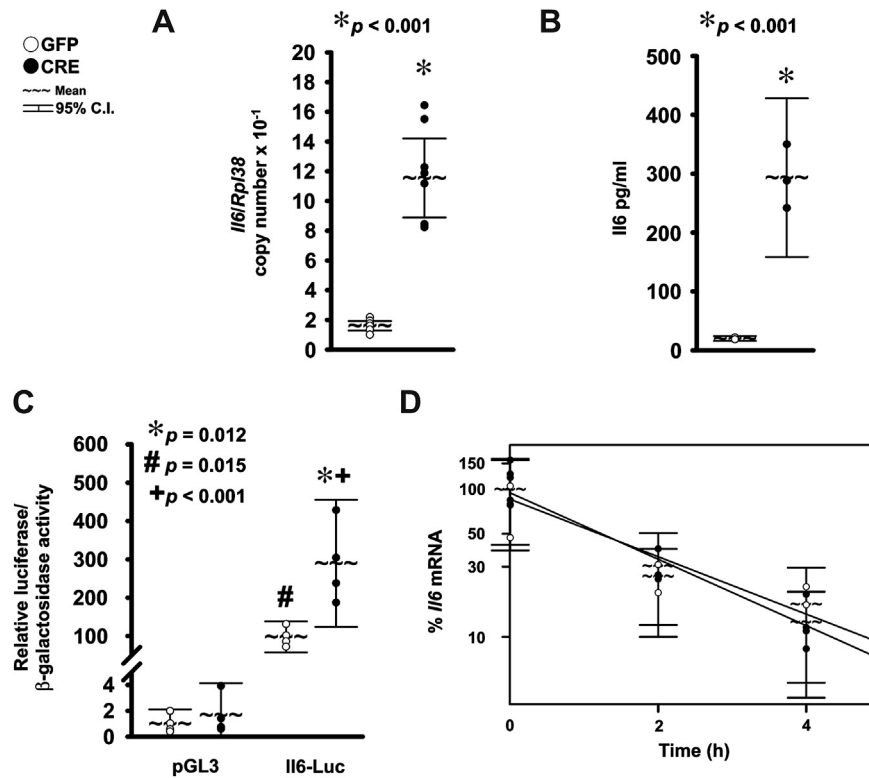 GFP
CRE
Mean
95% C.I.
A
*p < 0.001
*
Il6/Rpl38
copy number x 10-1
20
18
16
14
12
10
8
6
4
2
0
B
*p < 0.001
*
Il6 pg/ml
500
400
300
200
100
0
C
*p = 0.012
#p = 0.015
+p < 0.001
*+
#
Relative luciferase/
β-galactosidase activity
600
500
400
300
200
100
4
2
0
pGL3 Il6-Luc
D
% Il6 mRNA
150
100
50
30
10
0 2 4
Time (h)